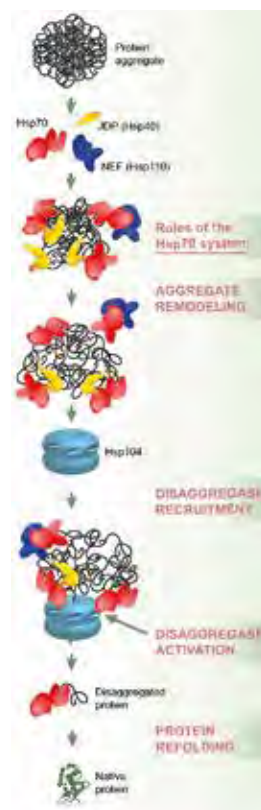 Protein
aggregate
Hsp70
JDP (Hsp40)
NEF (Hsp110)
Roles of the
Hsp70 system:
AGGREGATE
REMODELING
Hsp104
DISAGGREGASE
RECRUITMENT
DISAGGREGASE
ACTIVATION
Disaggregated
protein
PROTEIN
REFOLDING
Native
protein